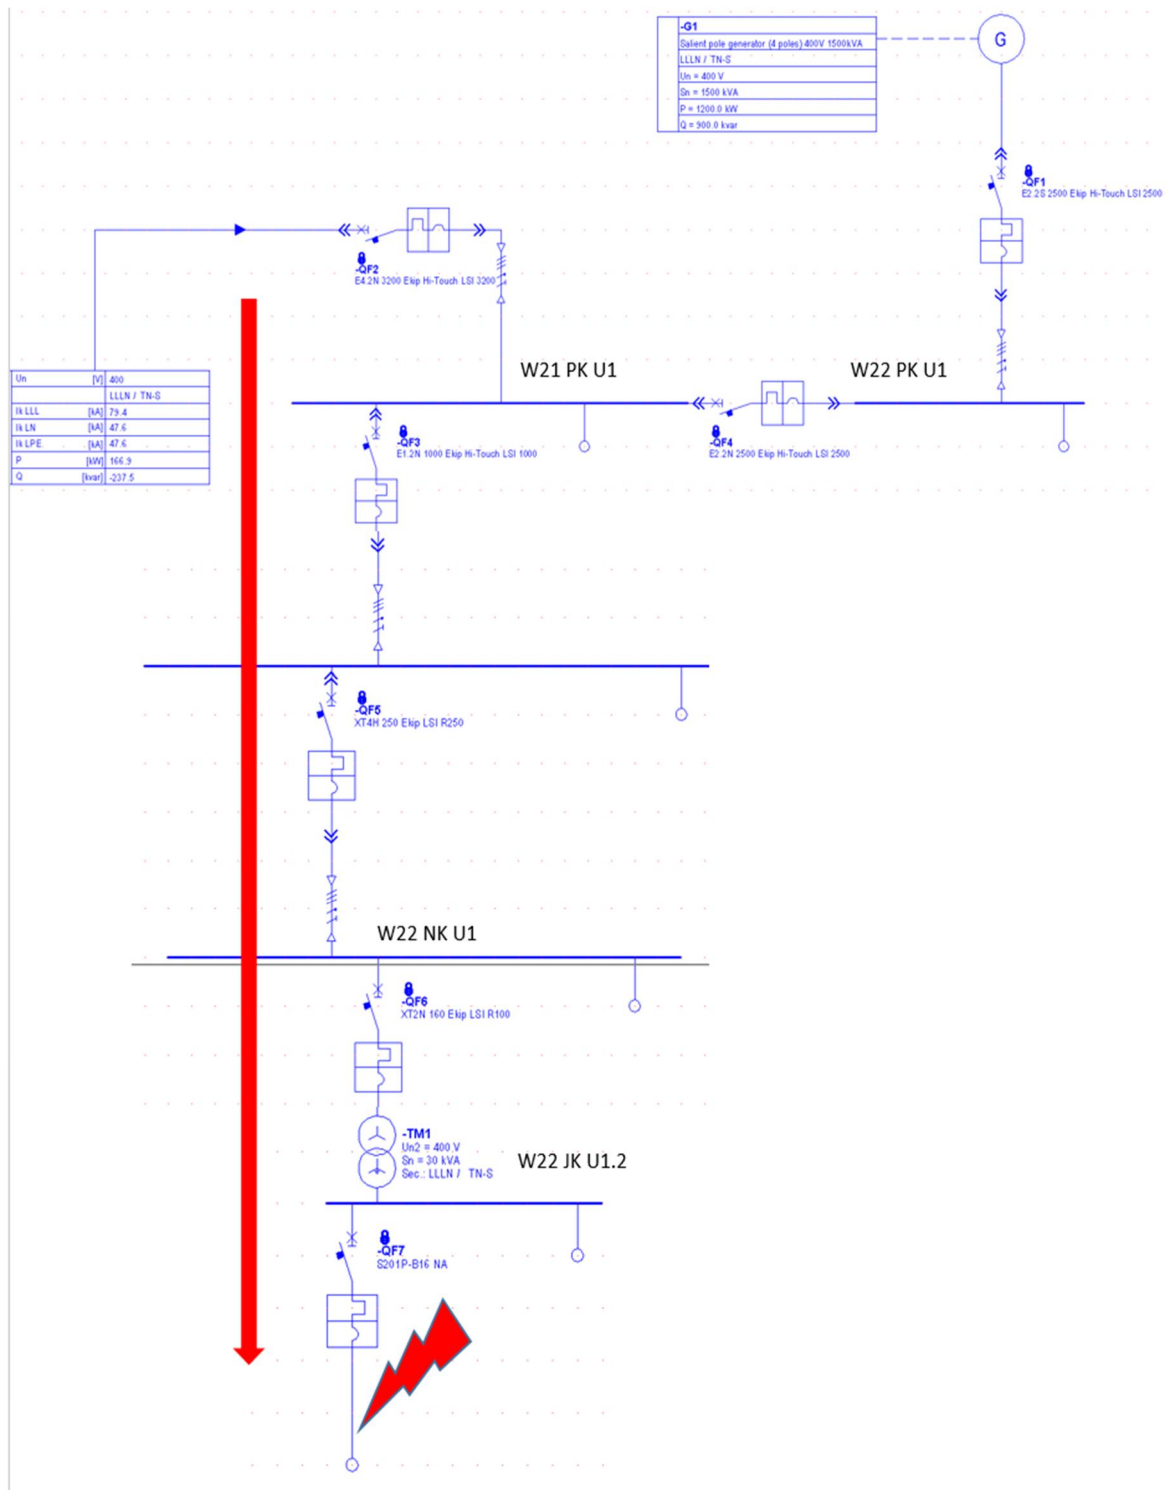 -G1
Salient pole generator (4 poles) 400V 1500kVA
LLLN / TN-S
Un = 400 V
Sn = 1500 kVA
P = 1200.0 kW
Q = 900.0 kvar
G
-QF1
E2.2S 2500 Ekip Hi-Touch LSI 2500
-QF2
E4.2N 3200 Ekip Hi-Touch LSI 3200
W21 PK U1
W22 PK U1
Un [V] 400
LLLN / TN-S
Ik LLL [kA] 79.4
Ik LN [kA] 47.6
Ik LPE [kA] 47.6
P [kW] 166.9
Q [kvar] -237.5
-QF3
E1.2N 1000 Ekip Hi-Touch LSI 1000
-QF4
E2.2N 2500 Ekip Hi-Touch LSI 2500
-QF5
XT4H 250 Ekip LSI R250
W22 NK U1
-QF6
XT2N 160 Ekip LSI R100
-TM1
Un2 = 400 V
Sn = 30 kVA
Sec.: LLLN / TN-S
W22 JK U1.2
-QF7
S201P-B16 NA